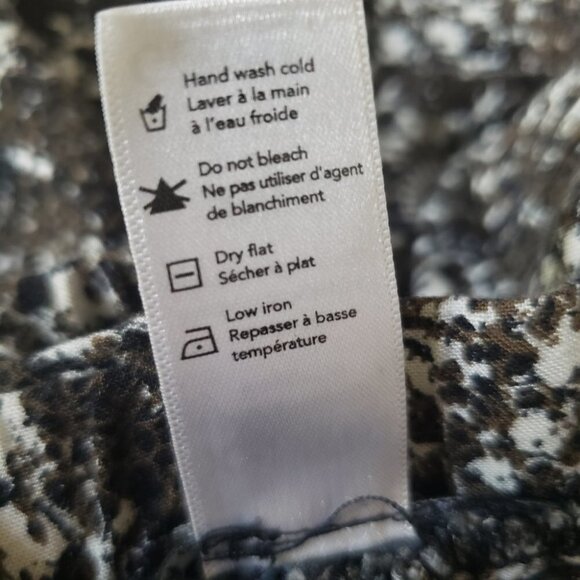 Hand wash cold
Laver à la main
à l'eau froide
Do not bleach
Ne pas utiliser d'agent
de blanchiment
Dry flat
Sécher à plat
Low iron
Repasser à basse
température